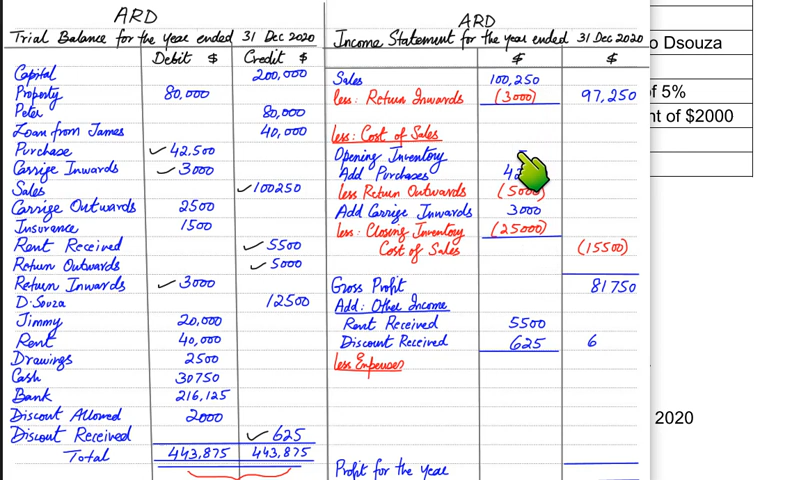 ARD
Trial Balance for the Year ended 31 Dec 2020
Debit $ Credit $
Capital 200,000
Property 80,000
Peter 80,000
Loan from James 40,000
Purchase 42,500
Carrige Inwards 3000
Sales 100250
Carrige Outwards 2500
Insurance 1500
Rent Received 5500
Return Outwards 5000
Return Inwards 3000
D.Souza 12500
Jimmy 20,000
Rent 40,000
Drawings 2500
Cash 30750
Bank 216,125
Discount Allowed 2000
Discount Received 625
Total 443,875 443,875
ARD
Income Statement for the Year ended 31 Dec 2020
$ $
Sales 100,250
less: Return Inwards (3000) 97,250
less: Cost of Sales
Opening Inventory
Add Purchases
less Return Outwards (5000)
Add Carrige Inwards 3000
less: Closing Inventory (25000)
Cost of Sales (15500)
Gross Profit 81750
Add: Other Income
Rent Received 5500
Discount Received 625 6
less Expenses
Profit for the Year
o Dsouza
of 5%
nt of $2000
2020